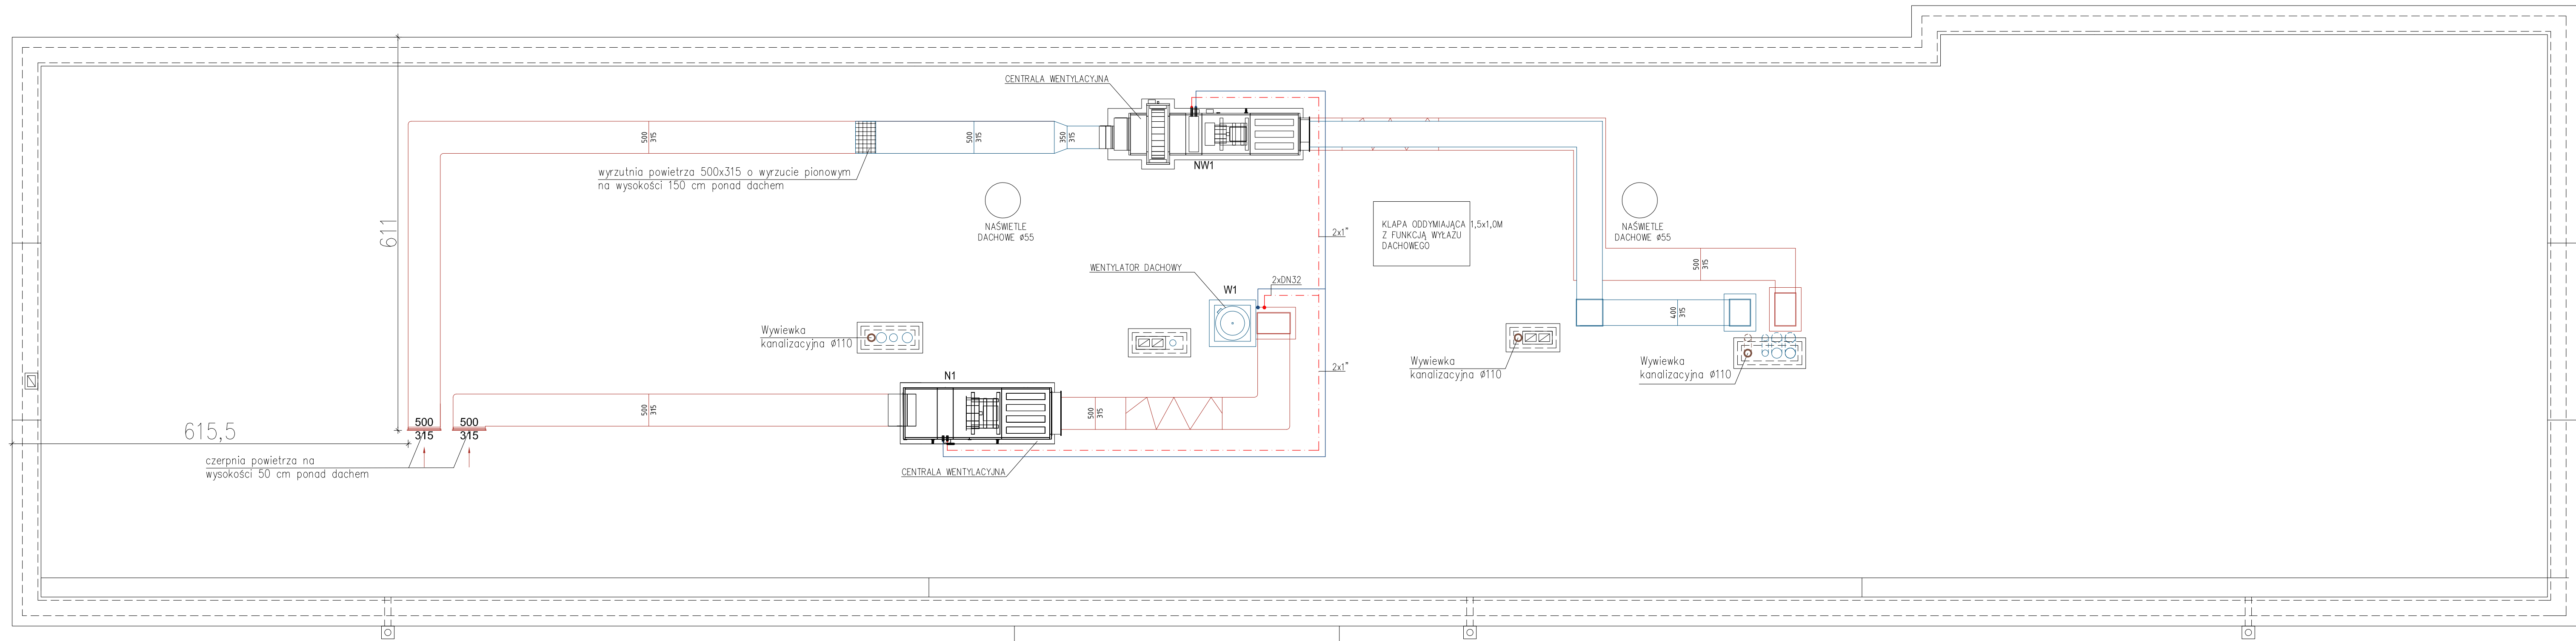 CENTRALA WENTYLACYJNA
500
315
500
315
350
315
wyrzutnia powietrza 500x315 o wyrzucie pionowym
na wysokości 150 cm ponad dachem
NW1
NAŚWIETLE
DACHOWE ø55
KLAPA ODDYMIAJĄCA 1,5x1,0M
Z FUNKCJĄ WYŁAZU
DACHOWEGO
2x1"
NAŚWIETLE
DACHOWE ø55
611
WENTYLATOR DACHOWY
2xDN32
W1
500
315
400
315
Wywiewka
kanalizacyjna ø110
Wywiewka
kanalizacyjna ø110
Wywiewka
kanalizacyjna ø110
2x1"
N1
500
315
500
315
500
315
500
315
615,5
czerpnia powietrza na
wysokości 50 cm ponad dachem
CENTRALA WENTYLACYJNA